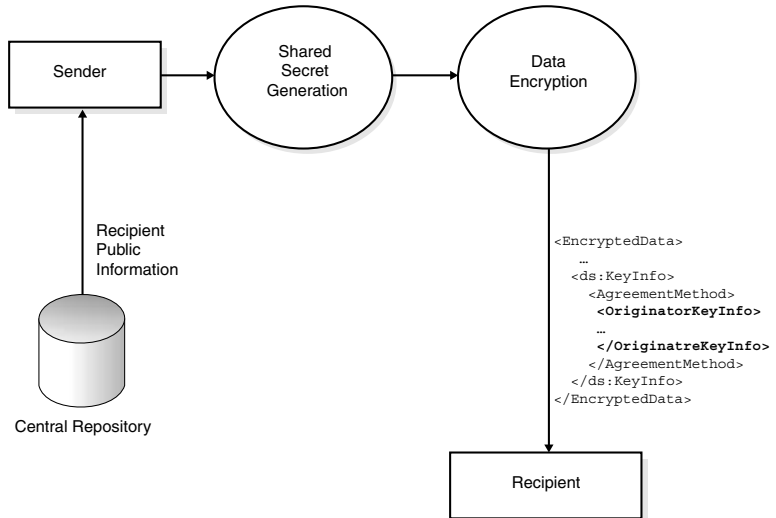 Sender
Shared
Secret
Generation
Data
Encryption
Recipient
Public
Information
Central Repository
<EncryptedData>
…
<ds:KeyInfo>
<AgreementMethod>
<OriginatorKeyInfo>
…
</OriginatreKeyInfo>
</AgreementMethod>
</ds:KeyInfo>
</EncryptedData>
Recipient